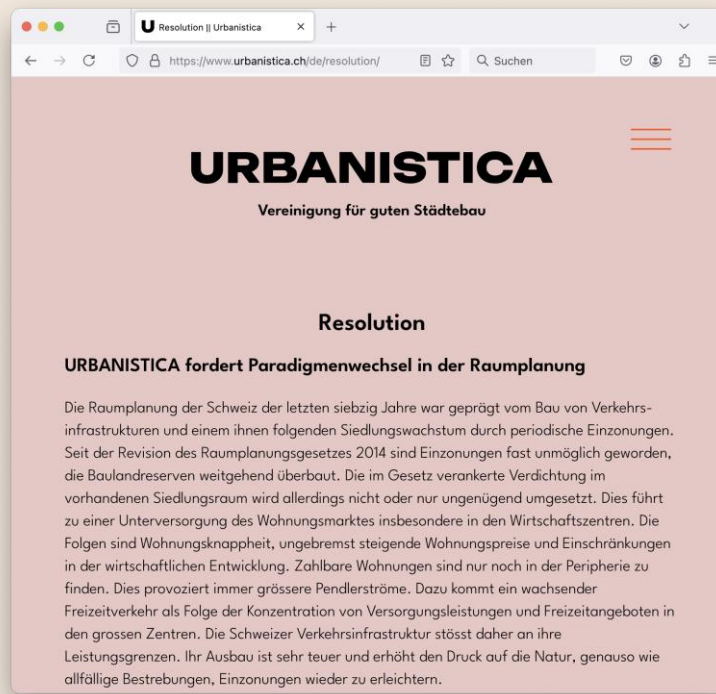 Resolution || Urbanistica
https://www.urbanistica.ch/de/resolution/
Suchen
URBANISTICA
Vereinigung für guten Städtebau
Resolution
URBANISTICA fordert Paradigmenwechsel in der Raumplanung
Die Raumplanung der Schweiz der letzten siebzig Jahre war geprägt vom Bau von Verkehrs-
infrastrukturen und einem ihnen folgenden Siedlungswachstum durch periodische Einzonungen.
Seit der Revision des Raumplanungsgesetzes 2014 sind Einzonungen fast unmöglich geworden,
die Baulandreserven weitgehend überbaut. Die im Gesetz verankerte Verdichtung im
vorhandenen Siedlungsraum wird allerdings nicht oder nur ungenügend umgesetzt. Dies führt
zu einer Unterversorgung des Wohnungsmarktes insbesondere in den Wirtschaftszentren. Die
Folgen sind Wohnungsknappheit, ungebremst steigende Wohnungspreise und Einschränkungen
in der wirtschaftlichen Entwicklung. Zahlbare Wohnungen sind nur noch in der Peripherie zu
finden. Dies provoziert immer grössere Pendlerströme. Dazu kommt ein wachsender
Freizeitverkehr als Folge der Konzentration von Versorgungsleistungen und Freizeitangeboten in
den grossen Zentren. Die Schweizer Verkehrsinfrastruktur stösst daher an ihre
Leistungsgrenzen. Ihr Ausbau ist sehr teuer und erhöht den Druck auf die Natur, genauso wie
allfällige Bestrebungen, Einzonungen wieder zu erleichtern.